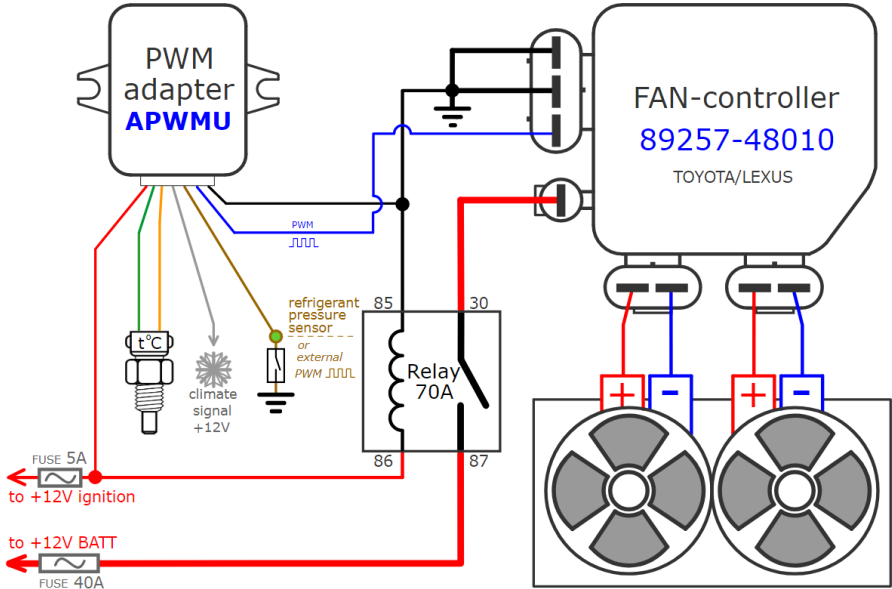 PWM
adapter
APWMU
FAN-controller
89257-48010
TOYOTA/LEXUS
PWM
refrigerant
pressure
sensor
or
external
PWM
t°C
climate
signal
+12V
85
30
Relay
70A
86
87
FUSE 5A
to +12V ignition
to +12V BATT
FUSE 40A
+
-
+
-